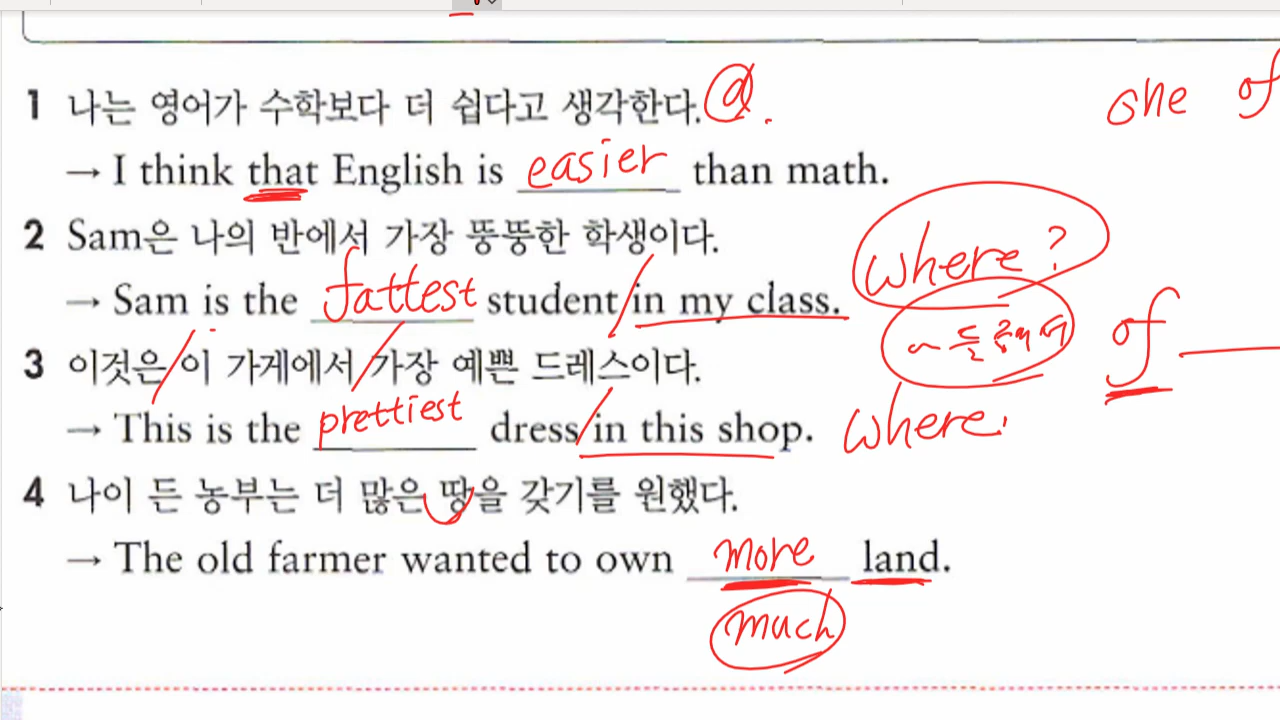 one of
1 나는 영어가 수학보다 더 쉽다고 생각한다. @.
→ I think that English is easier than math.
2 Sam은 나의 반에서 가장 뚱뚱한 학생이다.
where?
→ Sam is the fattest student in my class.
~들 중에서 of
3 이것은 이 가게에서 가장 예쁜 드레스이다.
→ This is the prettiest dress in this shop. where.
4 나이 든 농부는 더 많은 땅을 갖기를 원했다.
→ The old farmer wanted to own more land.
much